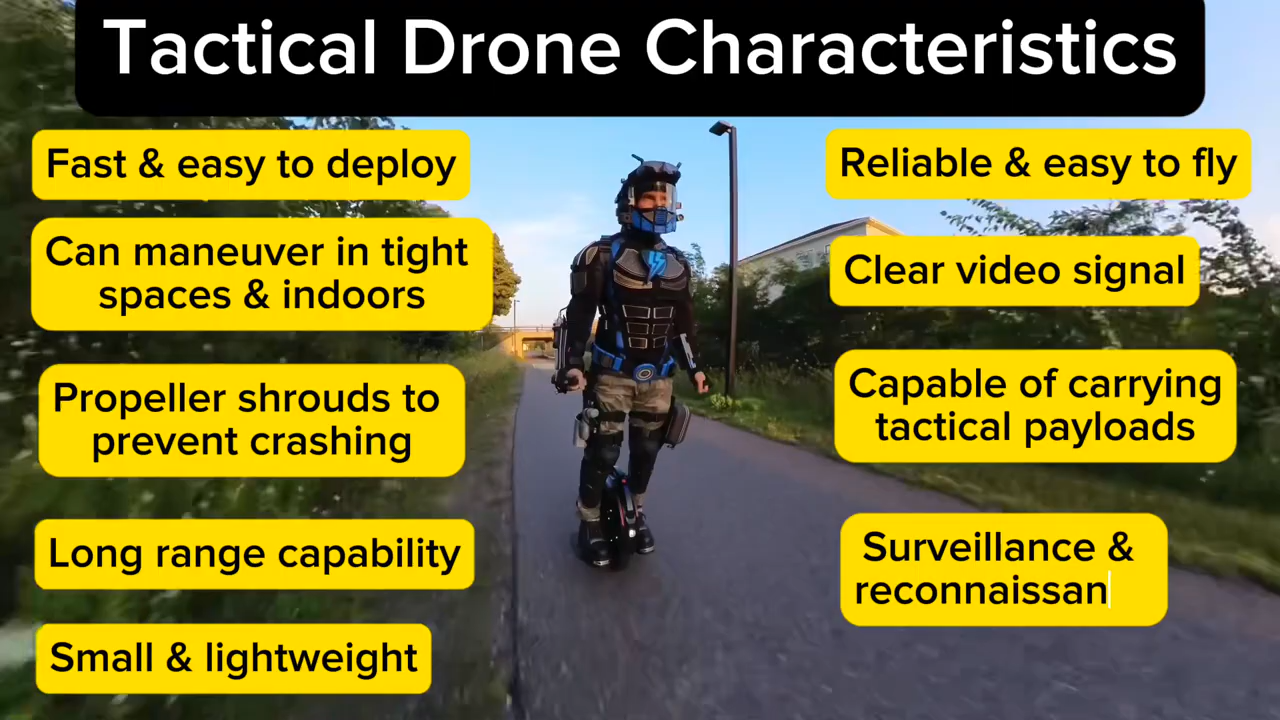 Tactical Drone Characteristics
Fast & easy to deploy
Can maneuver in tight
spaces & indoors
Propeller shrouds to
prevent crashing
Long range capability
Small & lightweight
Reliable & easy to fly
Clear video signal
Capable of carrying
tactical payloads
Surveillance &
reconnaissan